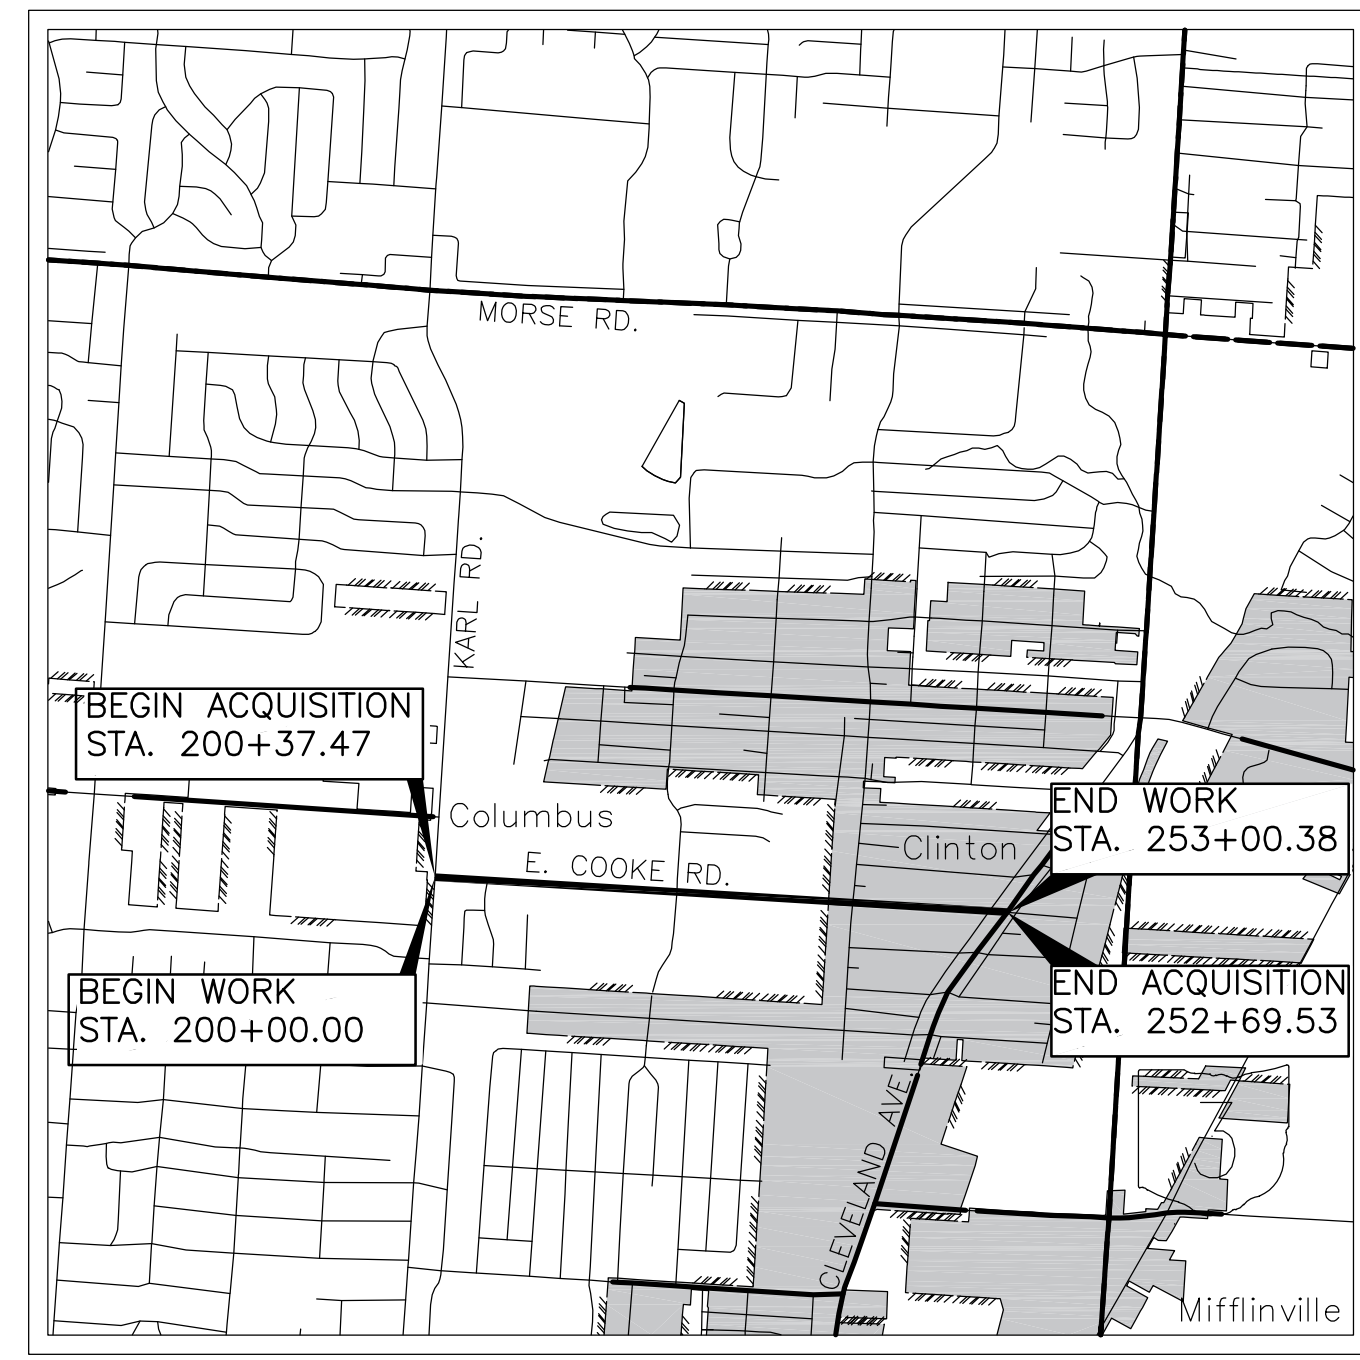 MORSE RD.
KARL RD.
BEGIN ACQUISITION
STA. 200+37.47
Columbus
E. COOKE RD.
Clinton
END WORK
STA. 253+00.38
BEGIN WORK
STA. 200+00.00
END ACQUISITION
STA. 252+69.53
CLEVELAND AVE.
Mifflinville